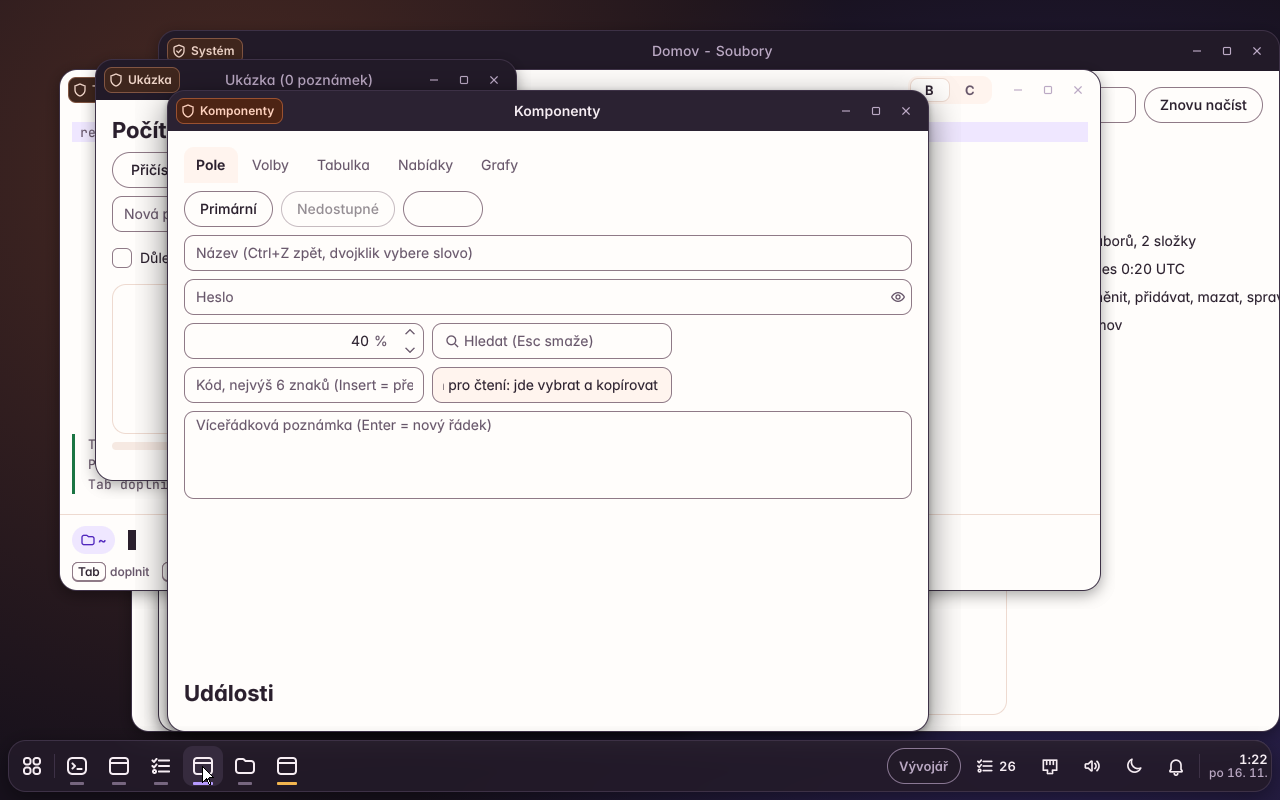 Systém
Domov - Soubory
Ukázka
Ukázka (0 poznámek)
B
C
Znovu načíst
Komponenty
Komponenty
Počít
Přičís
Nová p
Důle
Pole
Volby
Tabulka
Nabídky
Grafy
Primární
Nedostupné
Název (Ctrl+Z zpět, dvojklik vybere slovo)
Heslo
40 %
Hledat (Esc smaže)
Kód, nejvýš 6 znaků (Insert = pře
pro čtení: jde vybrat a kopírovat
Víceřádková poznámka (Enter = nový řádek)
Události
borů, 2 složky
es 0:20 UTC
ěnit, přidávat, mazat, sprav
nov
re
T
P
Tab doplni
~
Tab doplnit
Vývojář
26
1:22
po 16. 11.